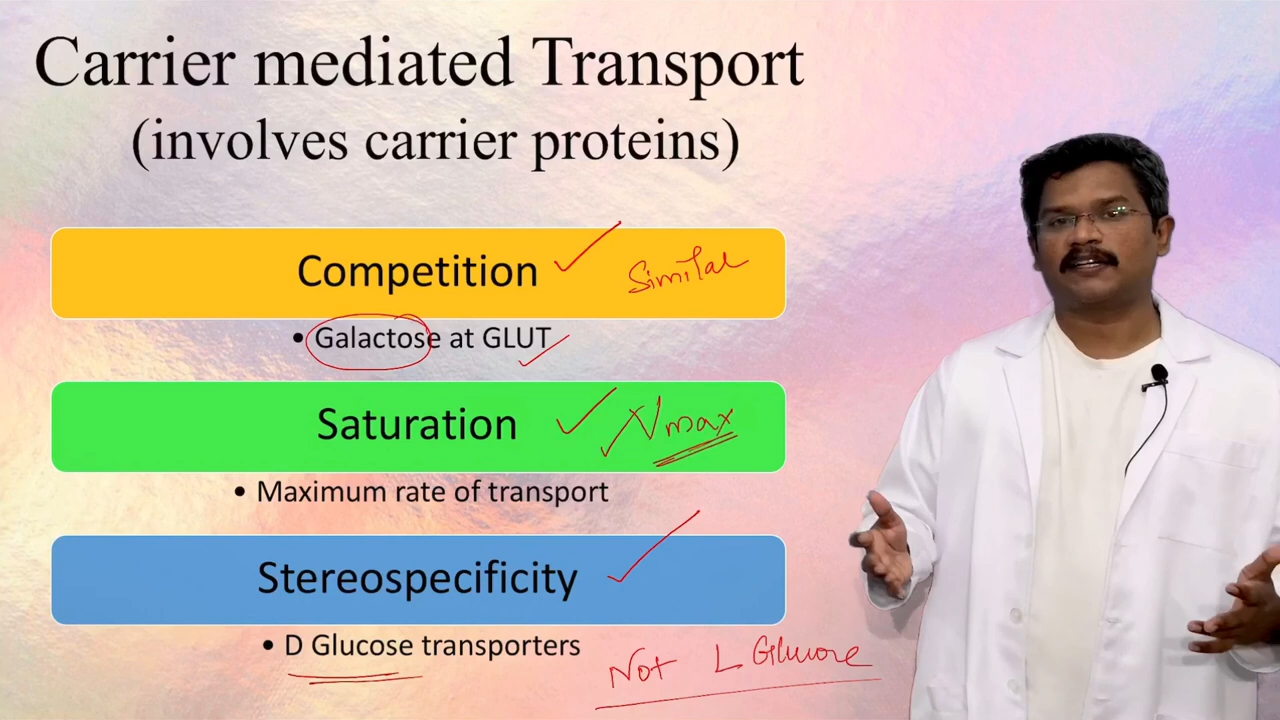 Carrier mediated Transport
(involves carrier proteins)
Competition
Similar
• Galactose at GLUT
Saturation
Vmax
• Maximum rate of transport
Stereospecificity
• D Glucose transporters
Not L Glucose